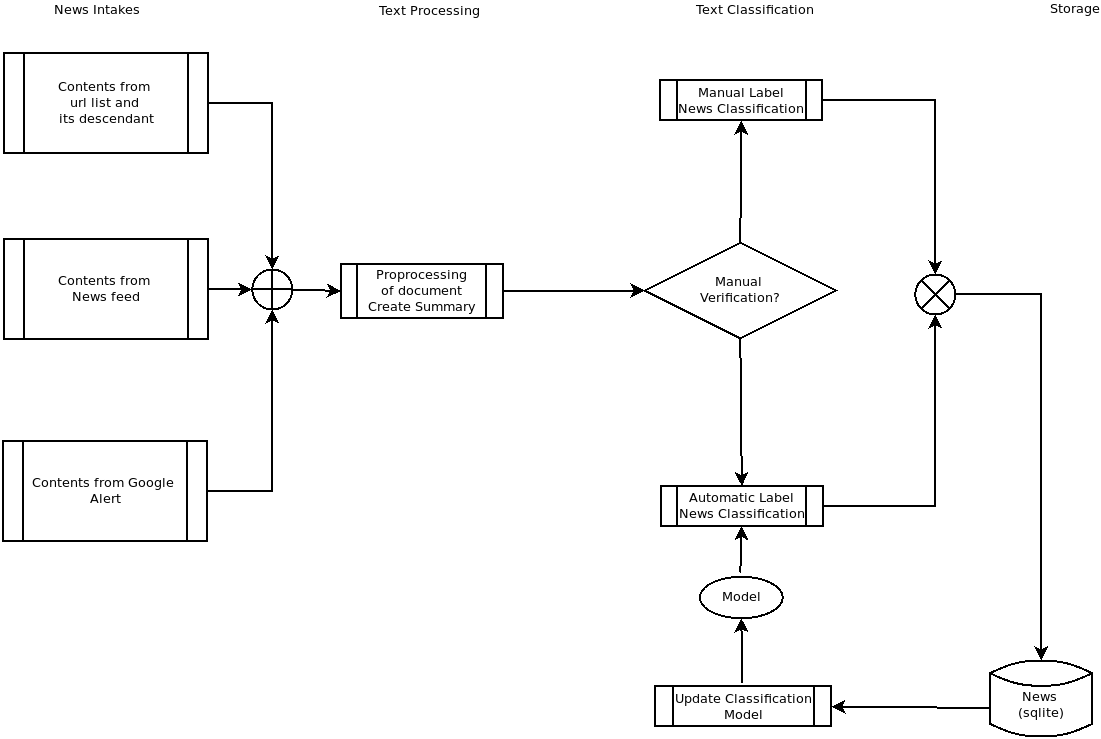 News Intakes
Text Processing
Text Classification
Storage
Contents from
url list and
its descendant
Manual Label
News Classification
Contents from
News feed
Proprocessing
of document
Create Summary
Manual
Verification?
Contents from Google
Alert
Automatic Label
News Classification
Model
Update Classification
Model
News
(sqlite)